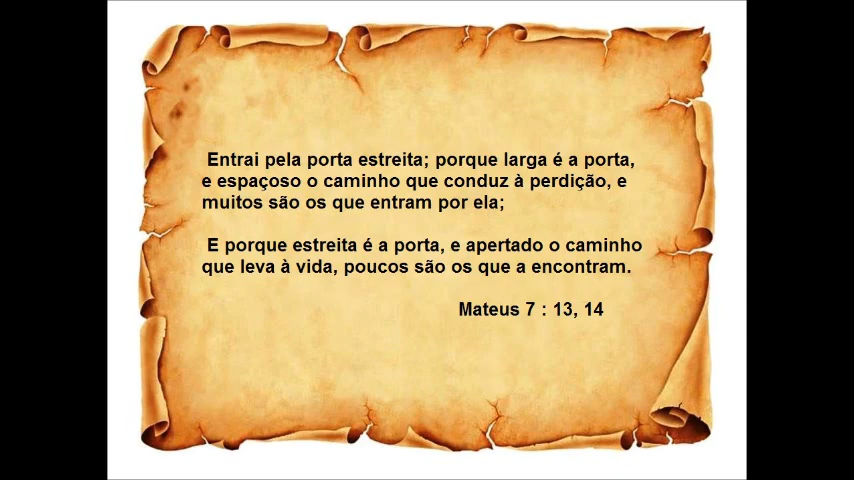 Entrai pela porta estreita; porque larga é a porta,
e espaçoso o caminho que conduz à perdição, e
muitos são os que entram por ela;
E porque estreita é a porta, e apertado o caminho
que leva à vida, poucos são os que a encontram.
Mateus 7 : 13, 14